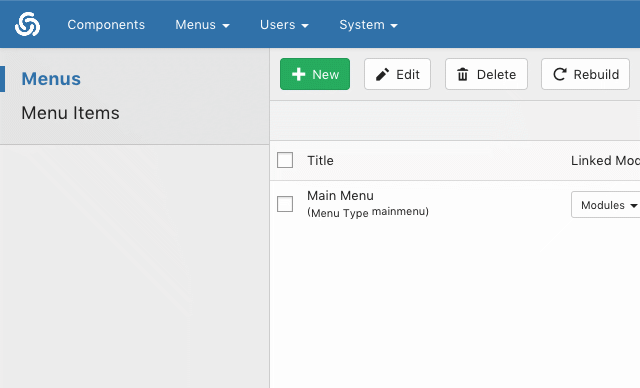 Components Menus Users System
Menus
Menu Items
New Edit Delete Rebuild
Title Linked Mod
Main Menu
(Menu Type mainmenu)
Modules